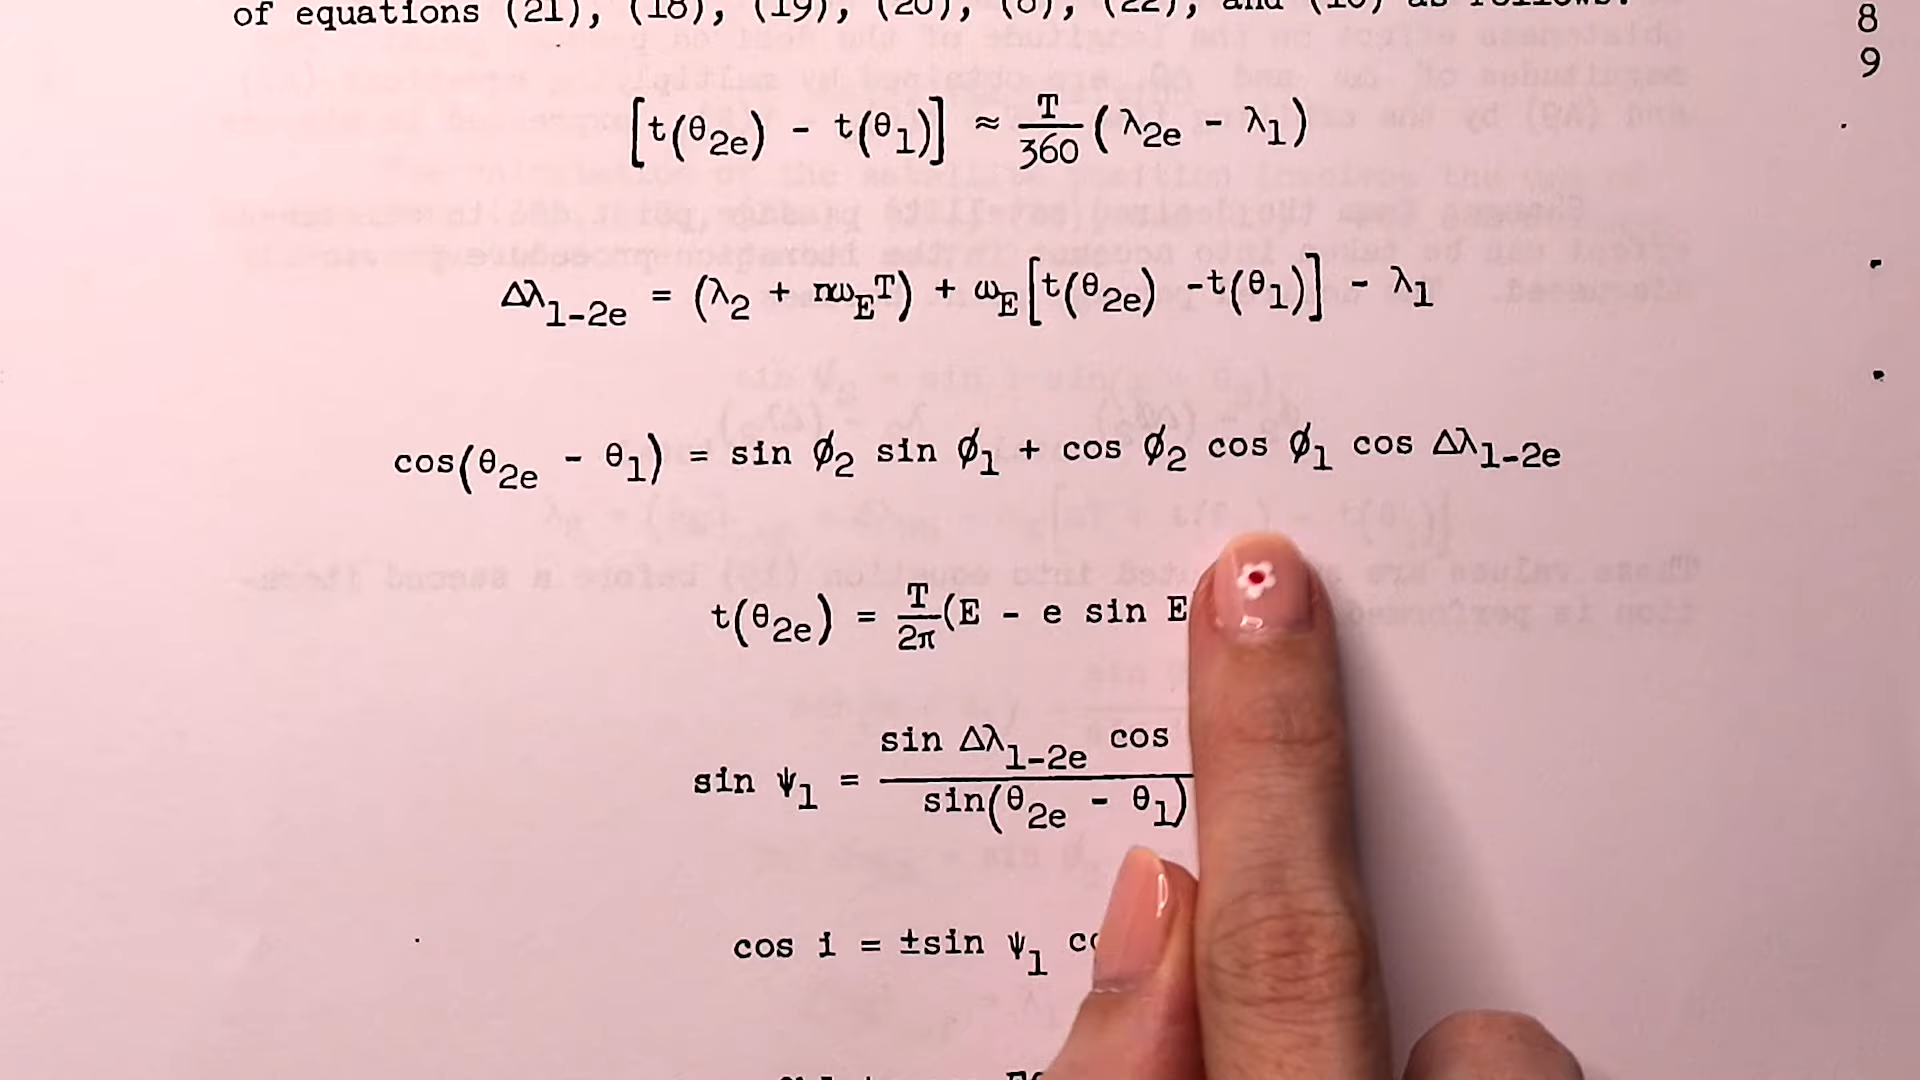 of equations (21), (18), (19), (20), (8), (22), and (16) as follows:
8
9
[t(θ2e) - t(θ1)] ≈ T/360 (λ2e - λ1)
Δλ1-2e = (λ2 + nωET) + ωE[t(θ2e) -t(θ1)] - λ1
cos(θ2e - θ1) = sin ϕ2 sin ϕ1 + cos ϕ2 cos ϕ1 cos Δλ1-2e
t(θ2e) = T/2π (E - e sin E
sin ψ1 = sin Δλ1-2e cos / sin(θ2e - θ1)
cos i = ±sin ψ1